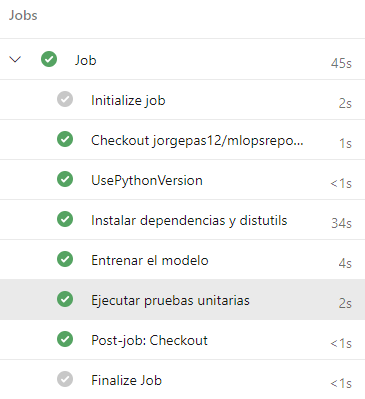 Jobs
Job 45s
Initialize job 2s
Checkout jorgepas12/mlopsrepo... 1s
UsePythonVersion <1s
Instalar dependencias y distutils 34s
Entrenar el modelo 4s
Ejecutar pruebas unitarias 2s
Post-job: Checkout <1s
Finalize Job <1s